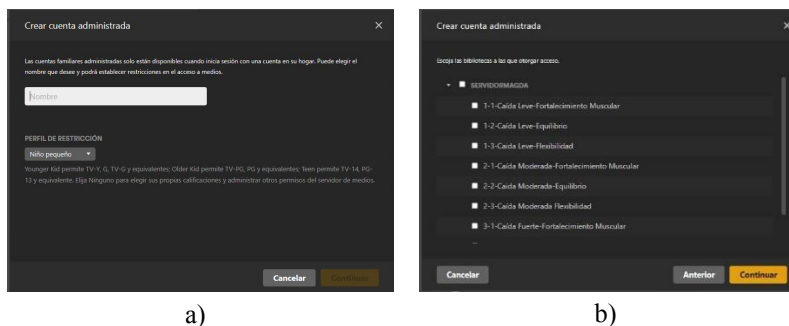 Crear cuenta administrada
Las cuentas familiares administradas solo están disponibles cuando inicia sesión con una cuenta en su hogar. Puede elegir el
nombre que desee y podrá establecer restricciones en el acceso a medios.
Nombre
PERFIL DE RESTRICCIÓN
Niño pequeño
Younger Kid permite TV-Y, G, TV-G y equivalentes; Older Kid permite TV-PG, PG y equivalentes; Teen permite TV-14, PG-
13 y equivalente. Elija Ninguno para elegir sus propias calificaciones y administrar otros permisos del servidor de medios.
Cancelar
Continuar
a)
Crear cuenta administrada
Escoja las bibliotecas a las que otorgar acceso.
SERVIDORMAGDA
1-1-Caída Leve-Fortalecimiento Muscular
1-2-Caída Leve-Equilibrio
1-3-Caída Leve-Flexibilidad
2-1-Caída Moderada-Fortalecimiento Muscular
2-2-Caída Moderada-Equilibrio
2-3-Caída Moderada Flexibilidad
3-1-Caída Fuerte-Fortalecimiento Muscular
Cancelar
Anterior
Continuar
b)